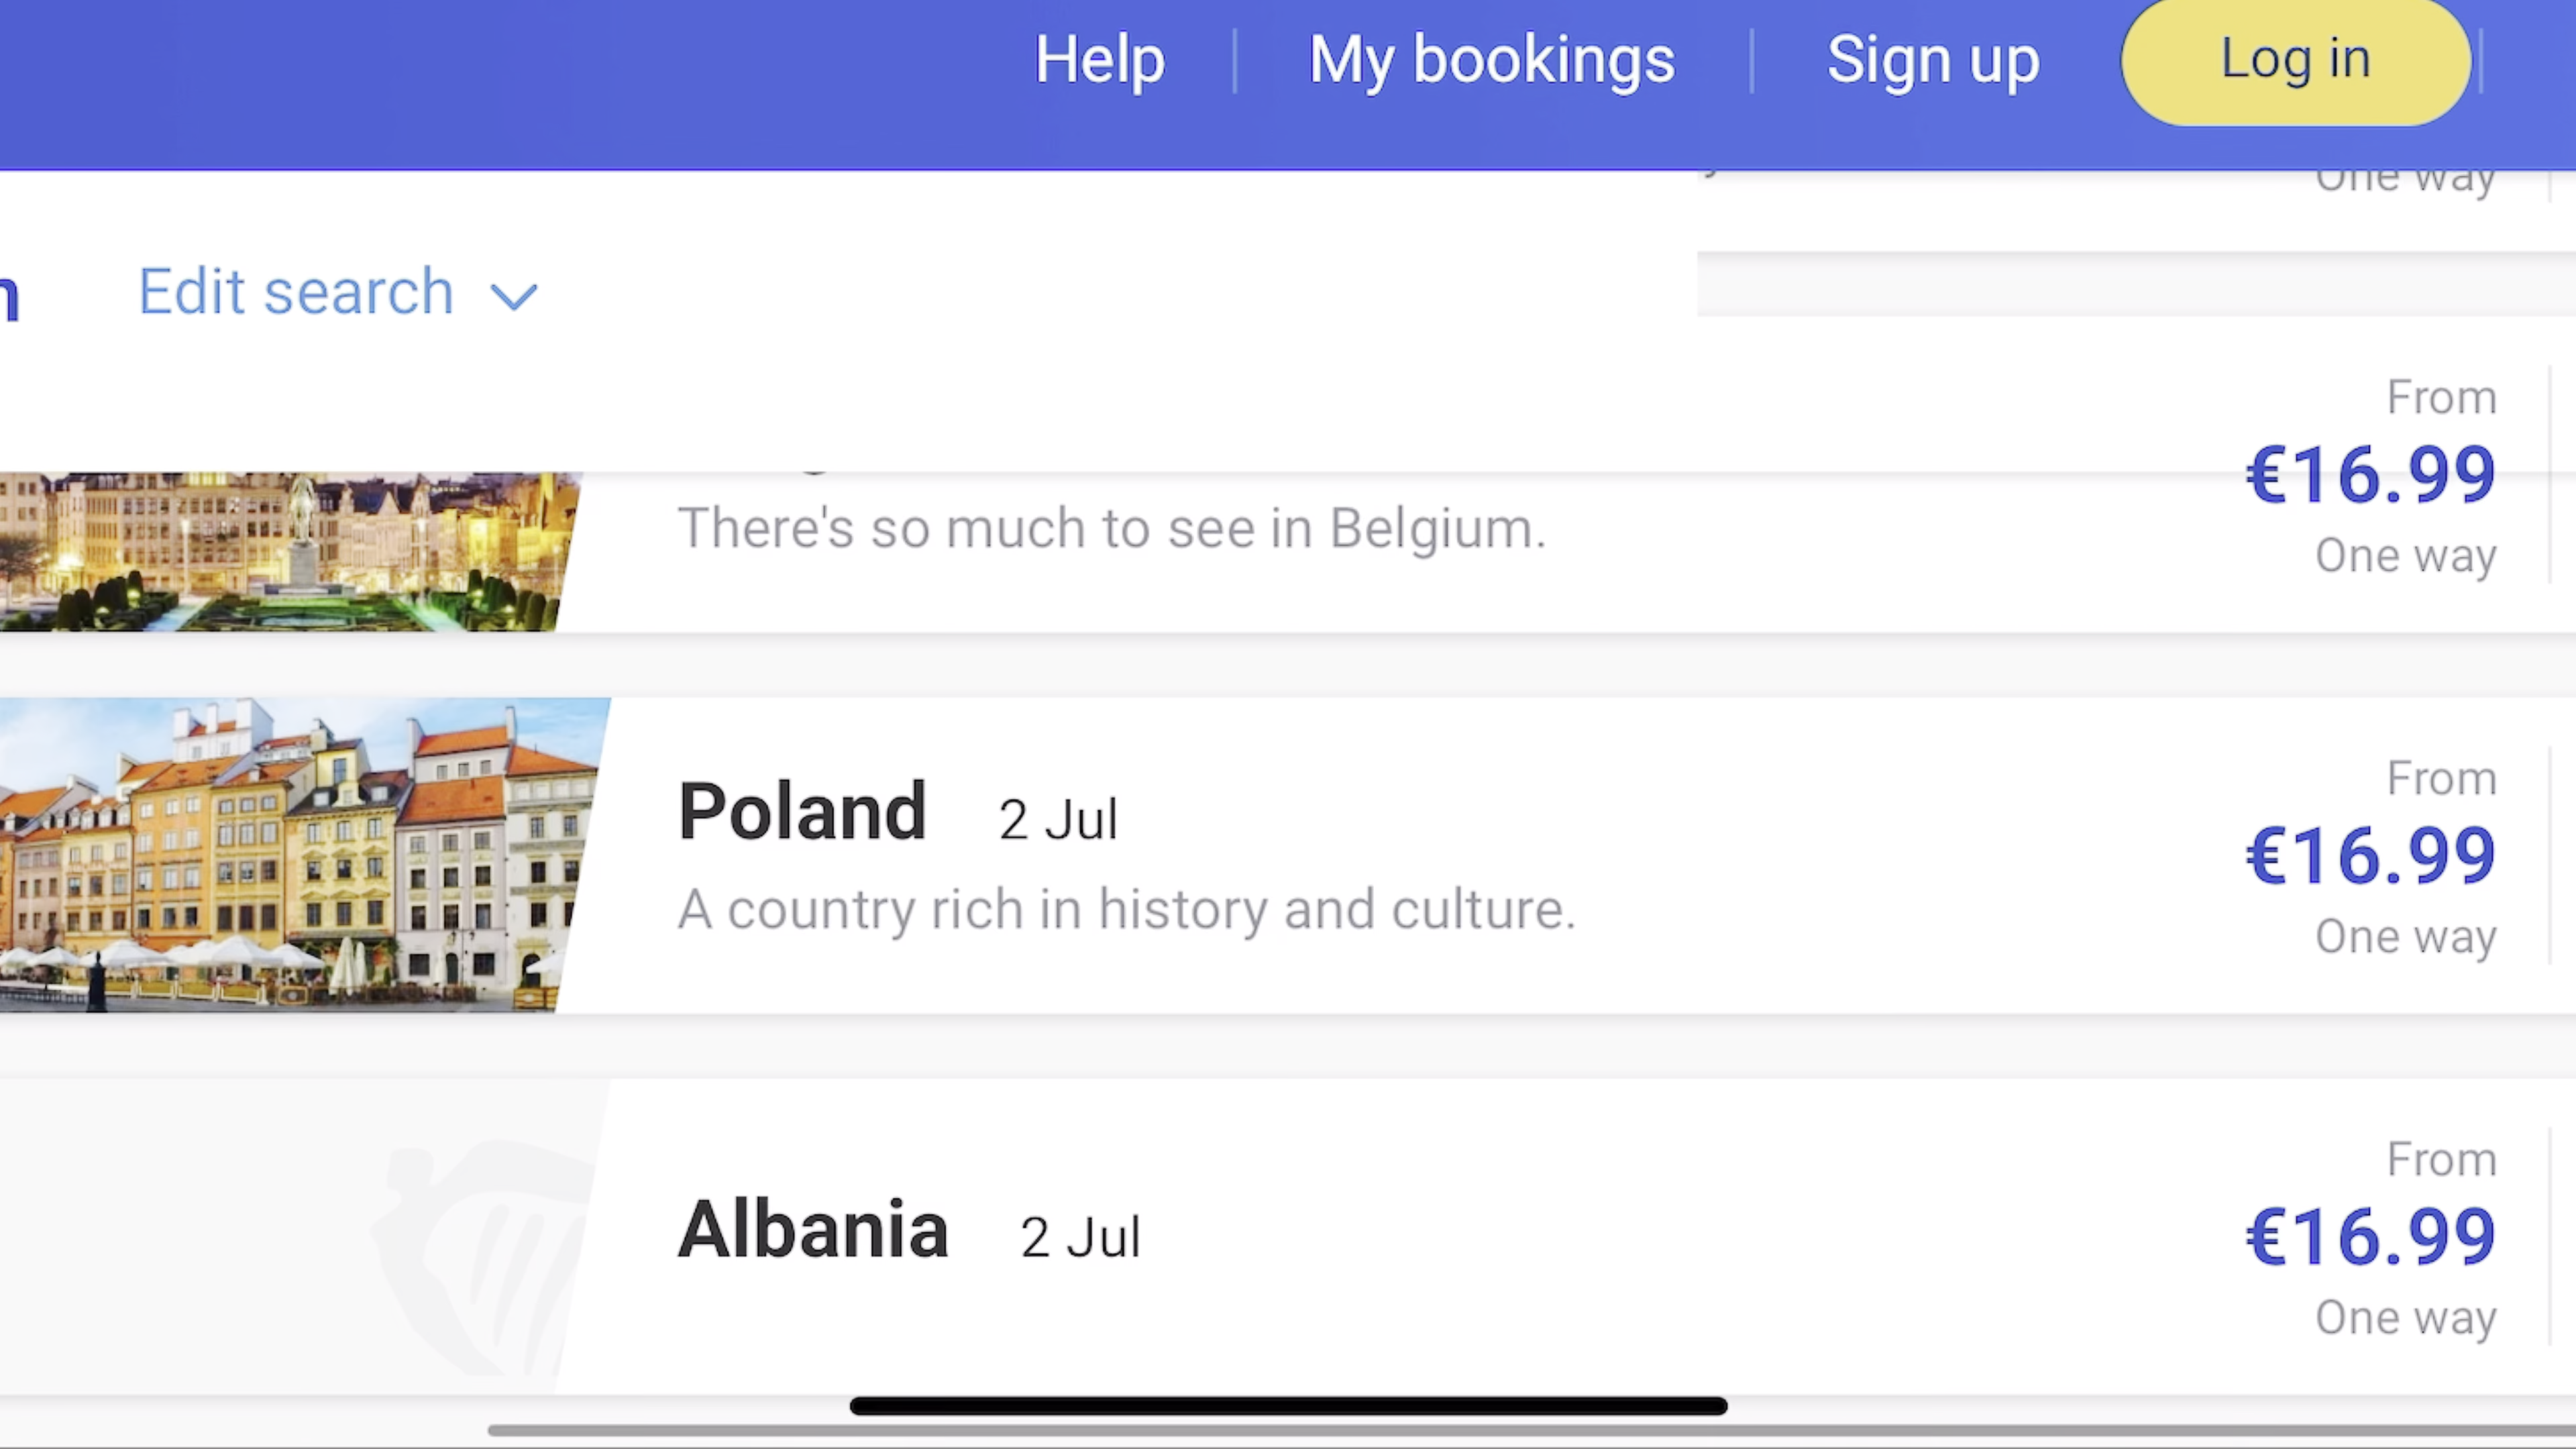 Help
My bookings
Sign up
Log in
One way
Edit search
From
€16.99
There's so much to see in Belgium.
One way
From
Poland 2 Jul
€16.99
A country rich in history and culture.
One way
From
Albania 2 Jul
€16.99
One way